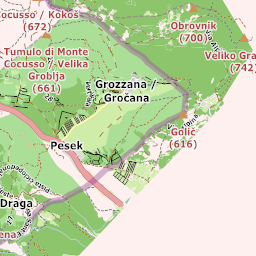 Cocusso / Kokoš
(672)
Obrovnik
(700)
Tumulo di Monte
Cocusso / Velika
Groblja
(661)
Veliko Gra
(742)
Grozzana /
Gročana
Golič
(616)
Pesek
Draga